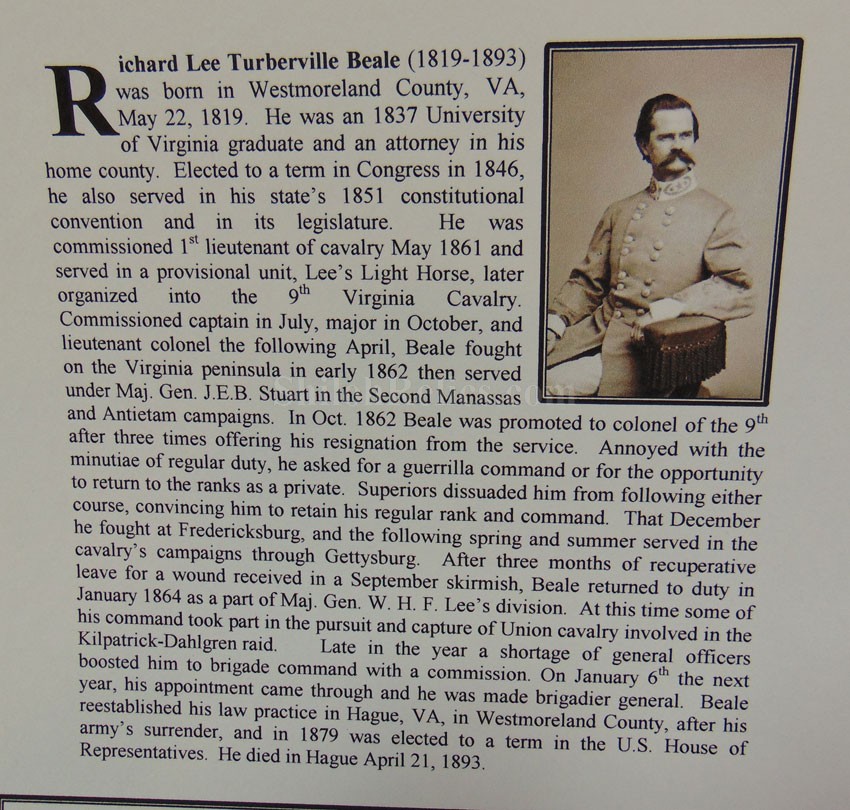 Richard Lee Turberville Beale (1819-1893)
was born in Westmoreland County, VA,
May 22, 1819. He was an 1837 University
of Virginia graduate and an attorney in his
home county. Elected to a term in Congress in 1846,
he also served in his state's 1851 constitutional
convention and in its legislature. He was
commissioned 1st lieutenant of cavalry May 1861 and
served in a provisional unit, Lee's Light Horse, later
organized into the 9th Virginia Cavalry.
Commissioned captain in July, major in October, and
lieutenant colonel the following April, Beale fought
on the Virginia peninsula in early 1862 then served
under Maj. Gen. J.E.B. Stuart in the Second Manassas
and Antietam campaigns. In Oct. 1862 Beale was promoted to colonel of the 9th
after three times offering his resignation from the service. Annoyed with the
minutiae of regular duty, he asked for a guerrilla command or for the opportunity
to return to the ranks as a private. Superiors dissuaded him from following either
course, convincing him to retain his regular rank and command. That December
he fought at Fredericksburg, and the following spring and summer served in the
cavalry's campaigns through Gettysburg. After three months of recuperative
leave for a wound received in a September skirmish, Beale returned to duty in
January 1864 as a part of Maj. Gen. W. H. F. Lee's division. At this time some of
his command took part in the pursuit and capture of Union cavalry involved in the
Kilpatrick-Dahlgren raid. Late in the year a shortage of general officers
boosted him to brigade command with a commission. On January 6th the next
year, his appointment came through and he was made brigadier general. Beale
reestablished his law practice in Hague, VA, in Westmoreland County, after his
army's surrender, and in 1879 was elected to a term in the U.S. House of
Representatives. He died in Hague April 21, 1893.